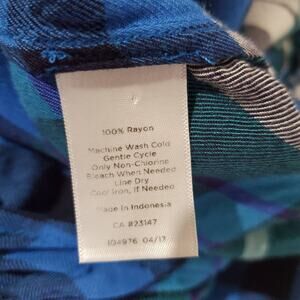 100% Rayon
Machine Wash Cold
Gentle Cycle
Only Non-Chlorine
Bleach When Needed
Line Dry
Cool Iron, If Needed
Made In Indonesia
CA #23147
104976 04/17